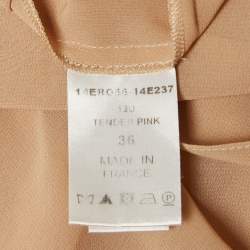 14ERO56 14E237
120
TENDER PINK
36
MADE IN
FRANCE